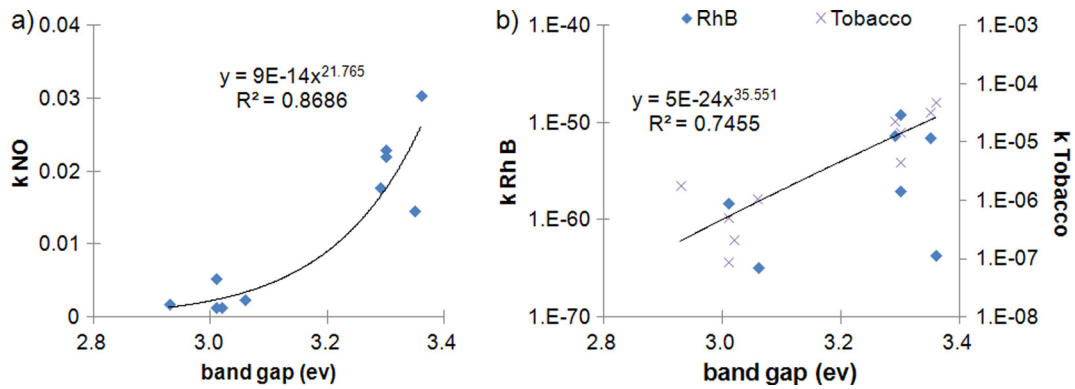 a)
0.04
0.03
0.02
0.01
0
k NO
y = 9E-14x^21.765
R² = 0.8686
2.8 3.0 3.2 3.4
band gap (ev)
b)
RhB Tobacco
1.E-40
1.E-50
1.E-60
1.E-70
k Rh B
y = 5E-24x^35.551
R² = 0.7455
1.E-03
1.E-04
1.E-05
1.E-06
1.E-07
1.E-08
k Tobacco
2.8 3.0 3.2 3.4
band gap (ev)